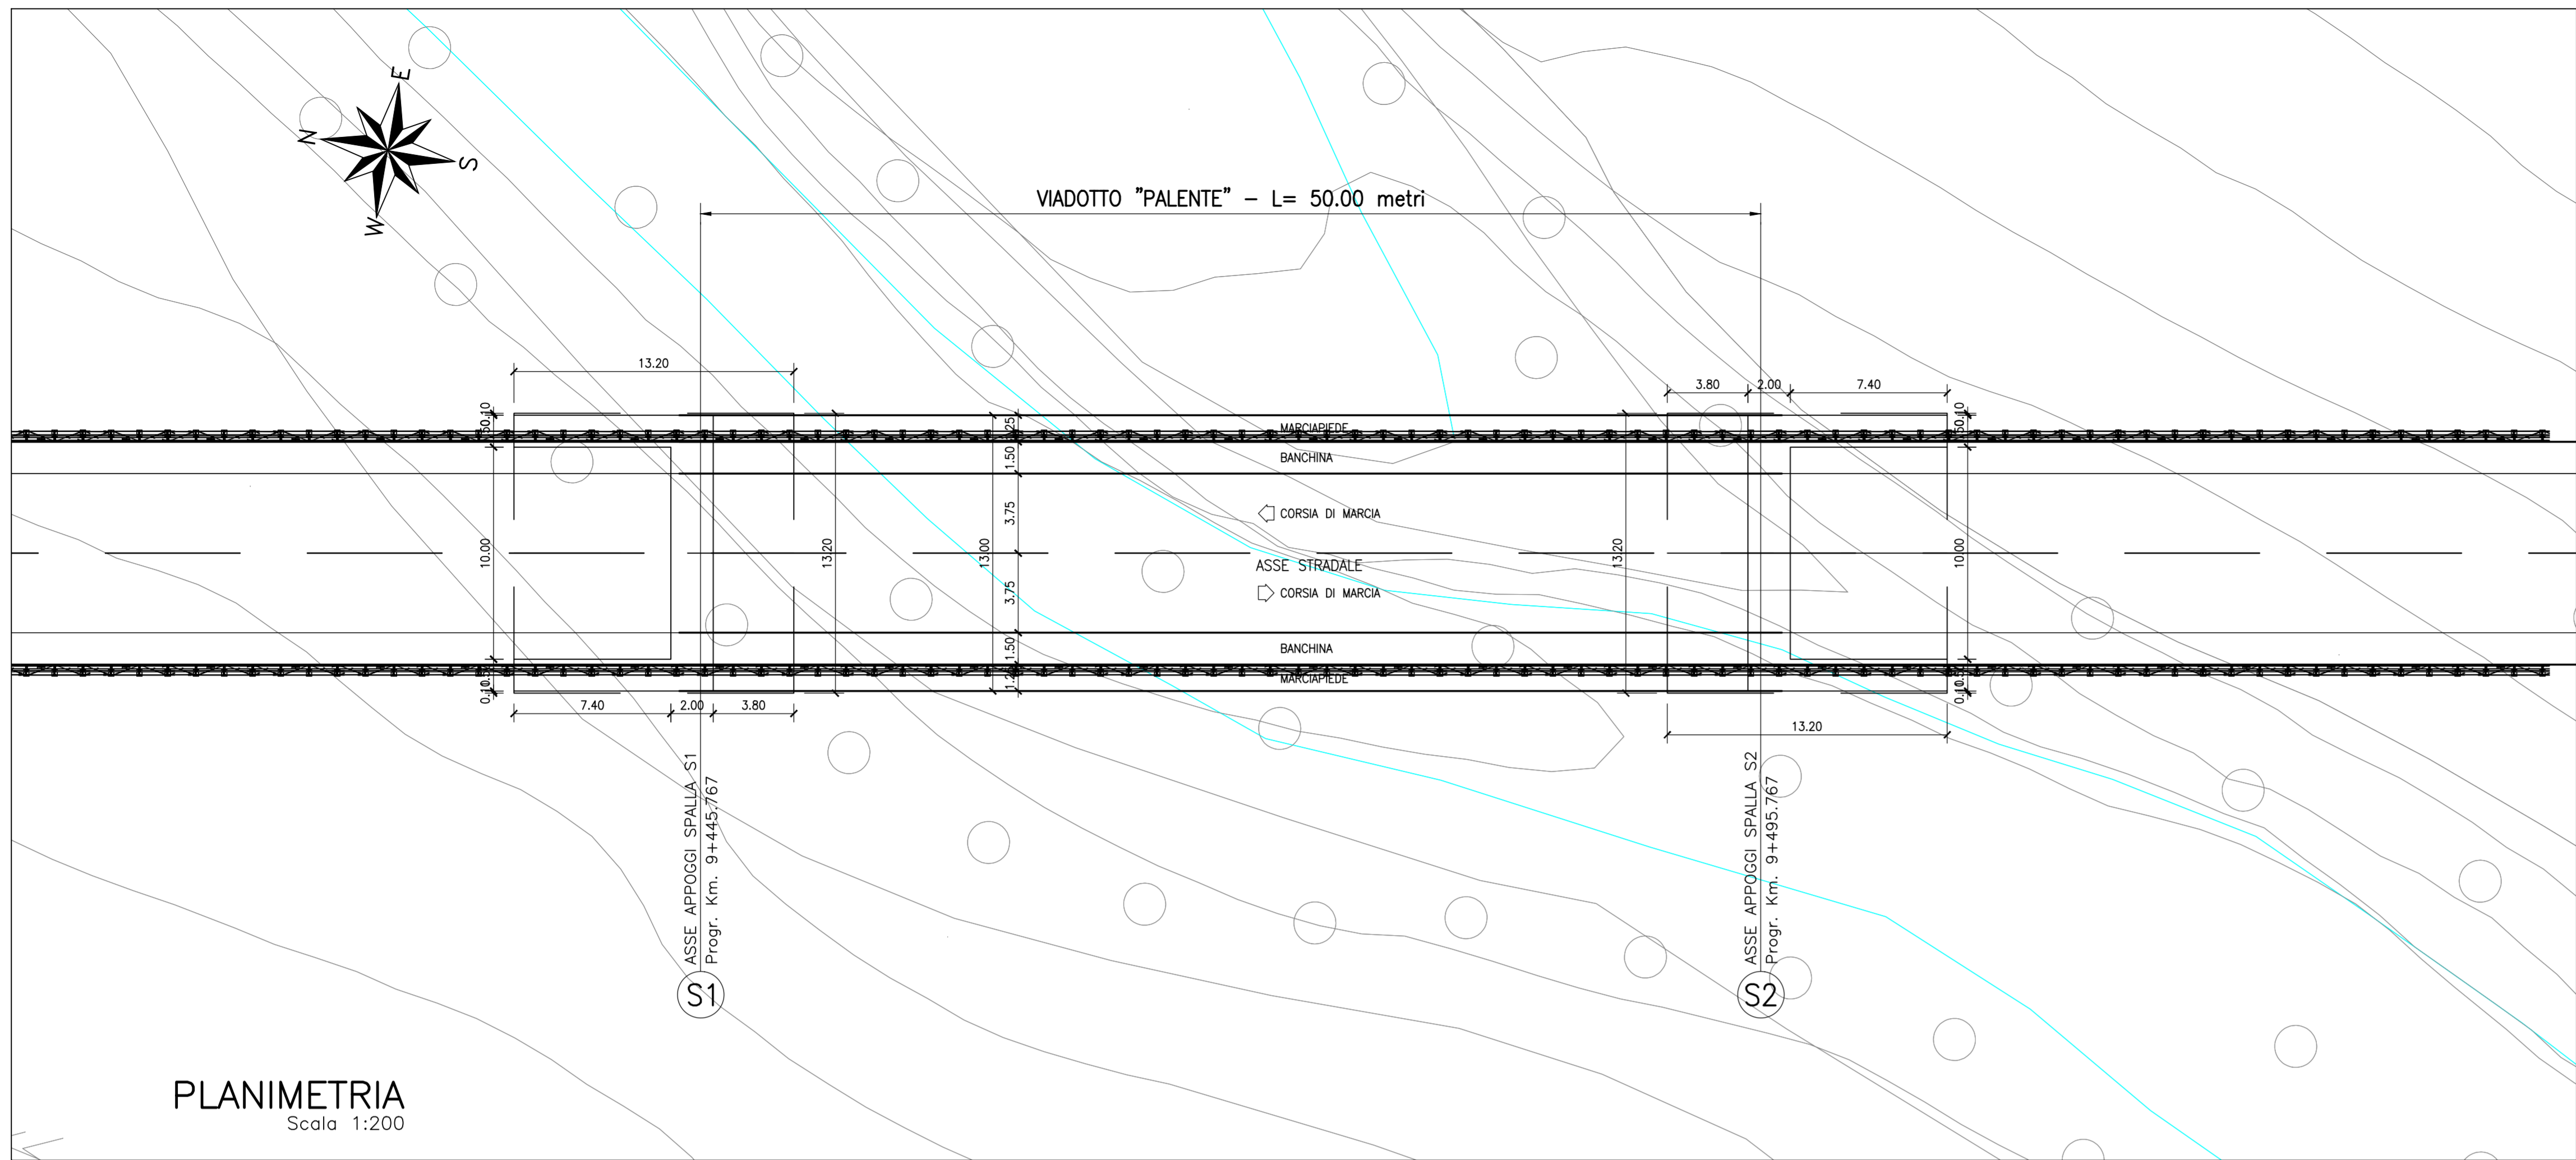 E
N
S
W
VIADOTTO "PALENTE" - L= 50.00 metri
13.20
3.80
2.00
7.40
MARCIAPIEDE
BANCHINA
1.50
3.75
CORSIA DI MARCIA
10.00
13.20
13.00
13.20
10.00
ASSE STRADALE
3.75
CORSIA DI MARCIA
1.50
BANCHINA
MARCIAPIEDE
7.40
2.00
3.80
13.20
ASSE APPOGGI SPALLA S1
Progr. Km. 9+445.767
ASSE APPOGGI SPALLA S2
Progr. Km. 9+495.767
S1
S2
PLANIMETRIA
Scala 1:200